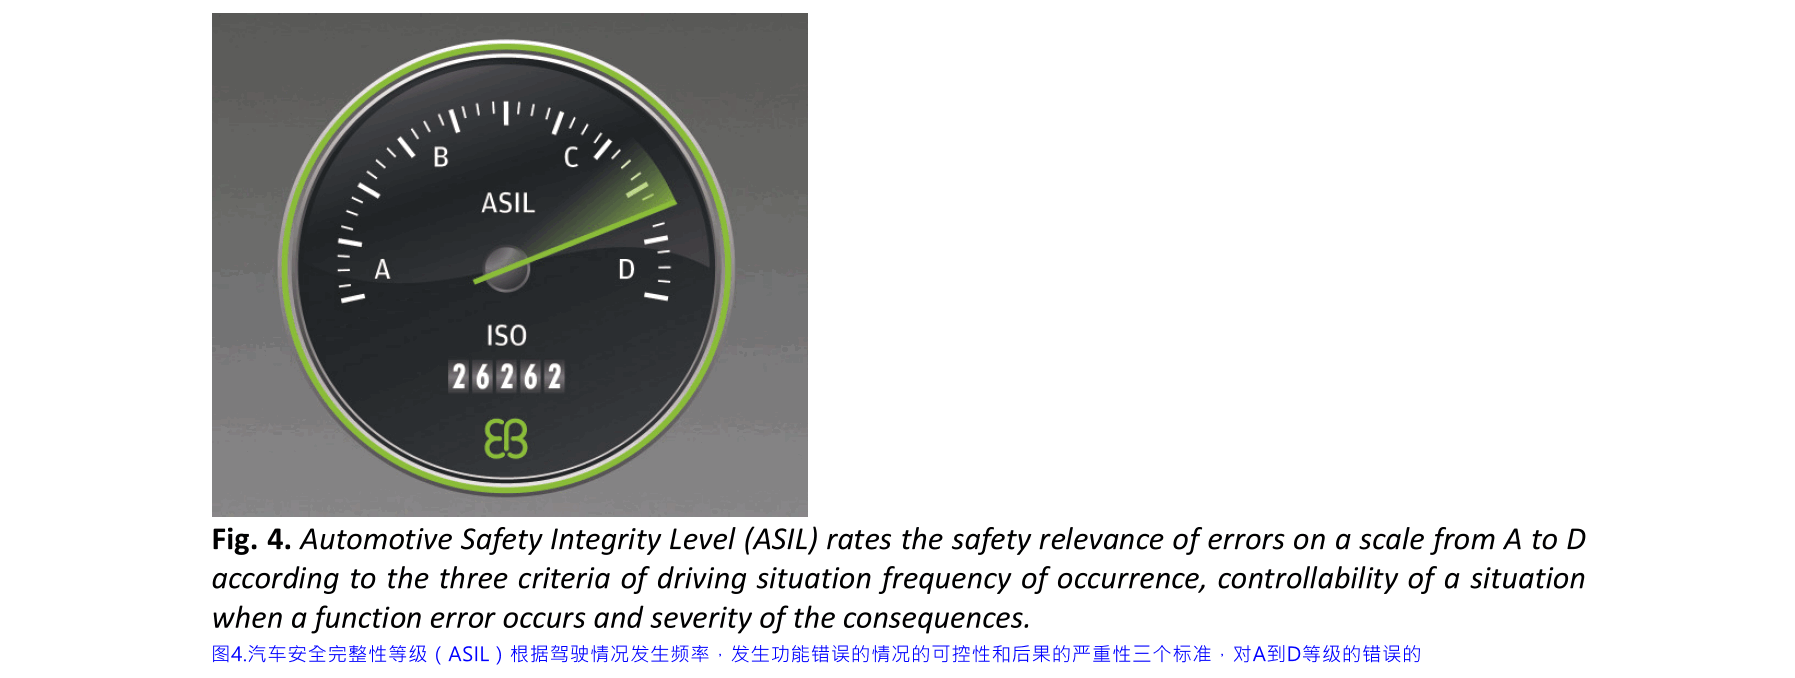 B
C
ASIL
A
D
ISO
26262
EB
Fig. 4. Automotive Safety Integrity Level (ASIL) rates the safety relevance of errors on a scale from A to D
according to the three criteria of driving situation frequency of occurrence, controllability of a situation
when a function error occurs and severity of the consequences.
图4.汽车安全完整性等级（ASIL）根据驾驶情况发生频率，发生功能错误的情况的可控性和后果的严重性三个标准，对A到D等级的错误的